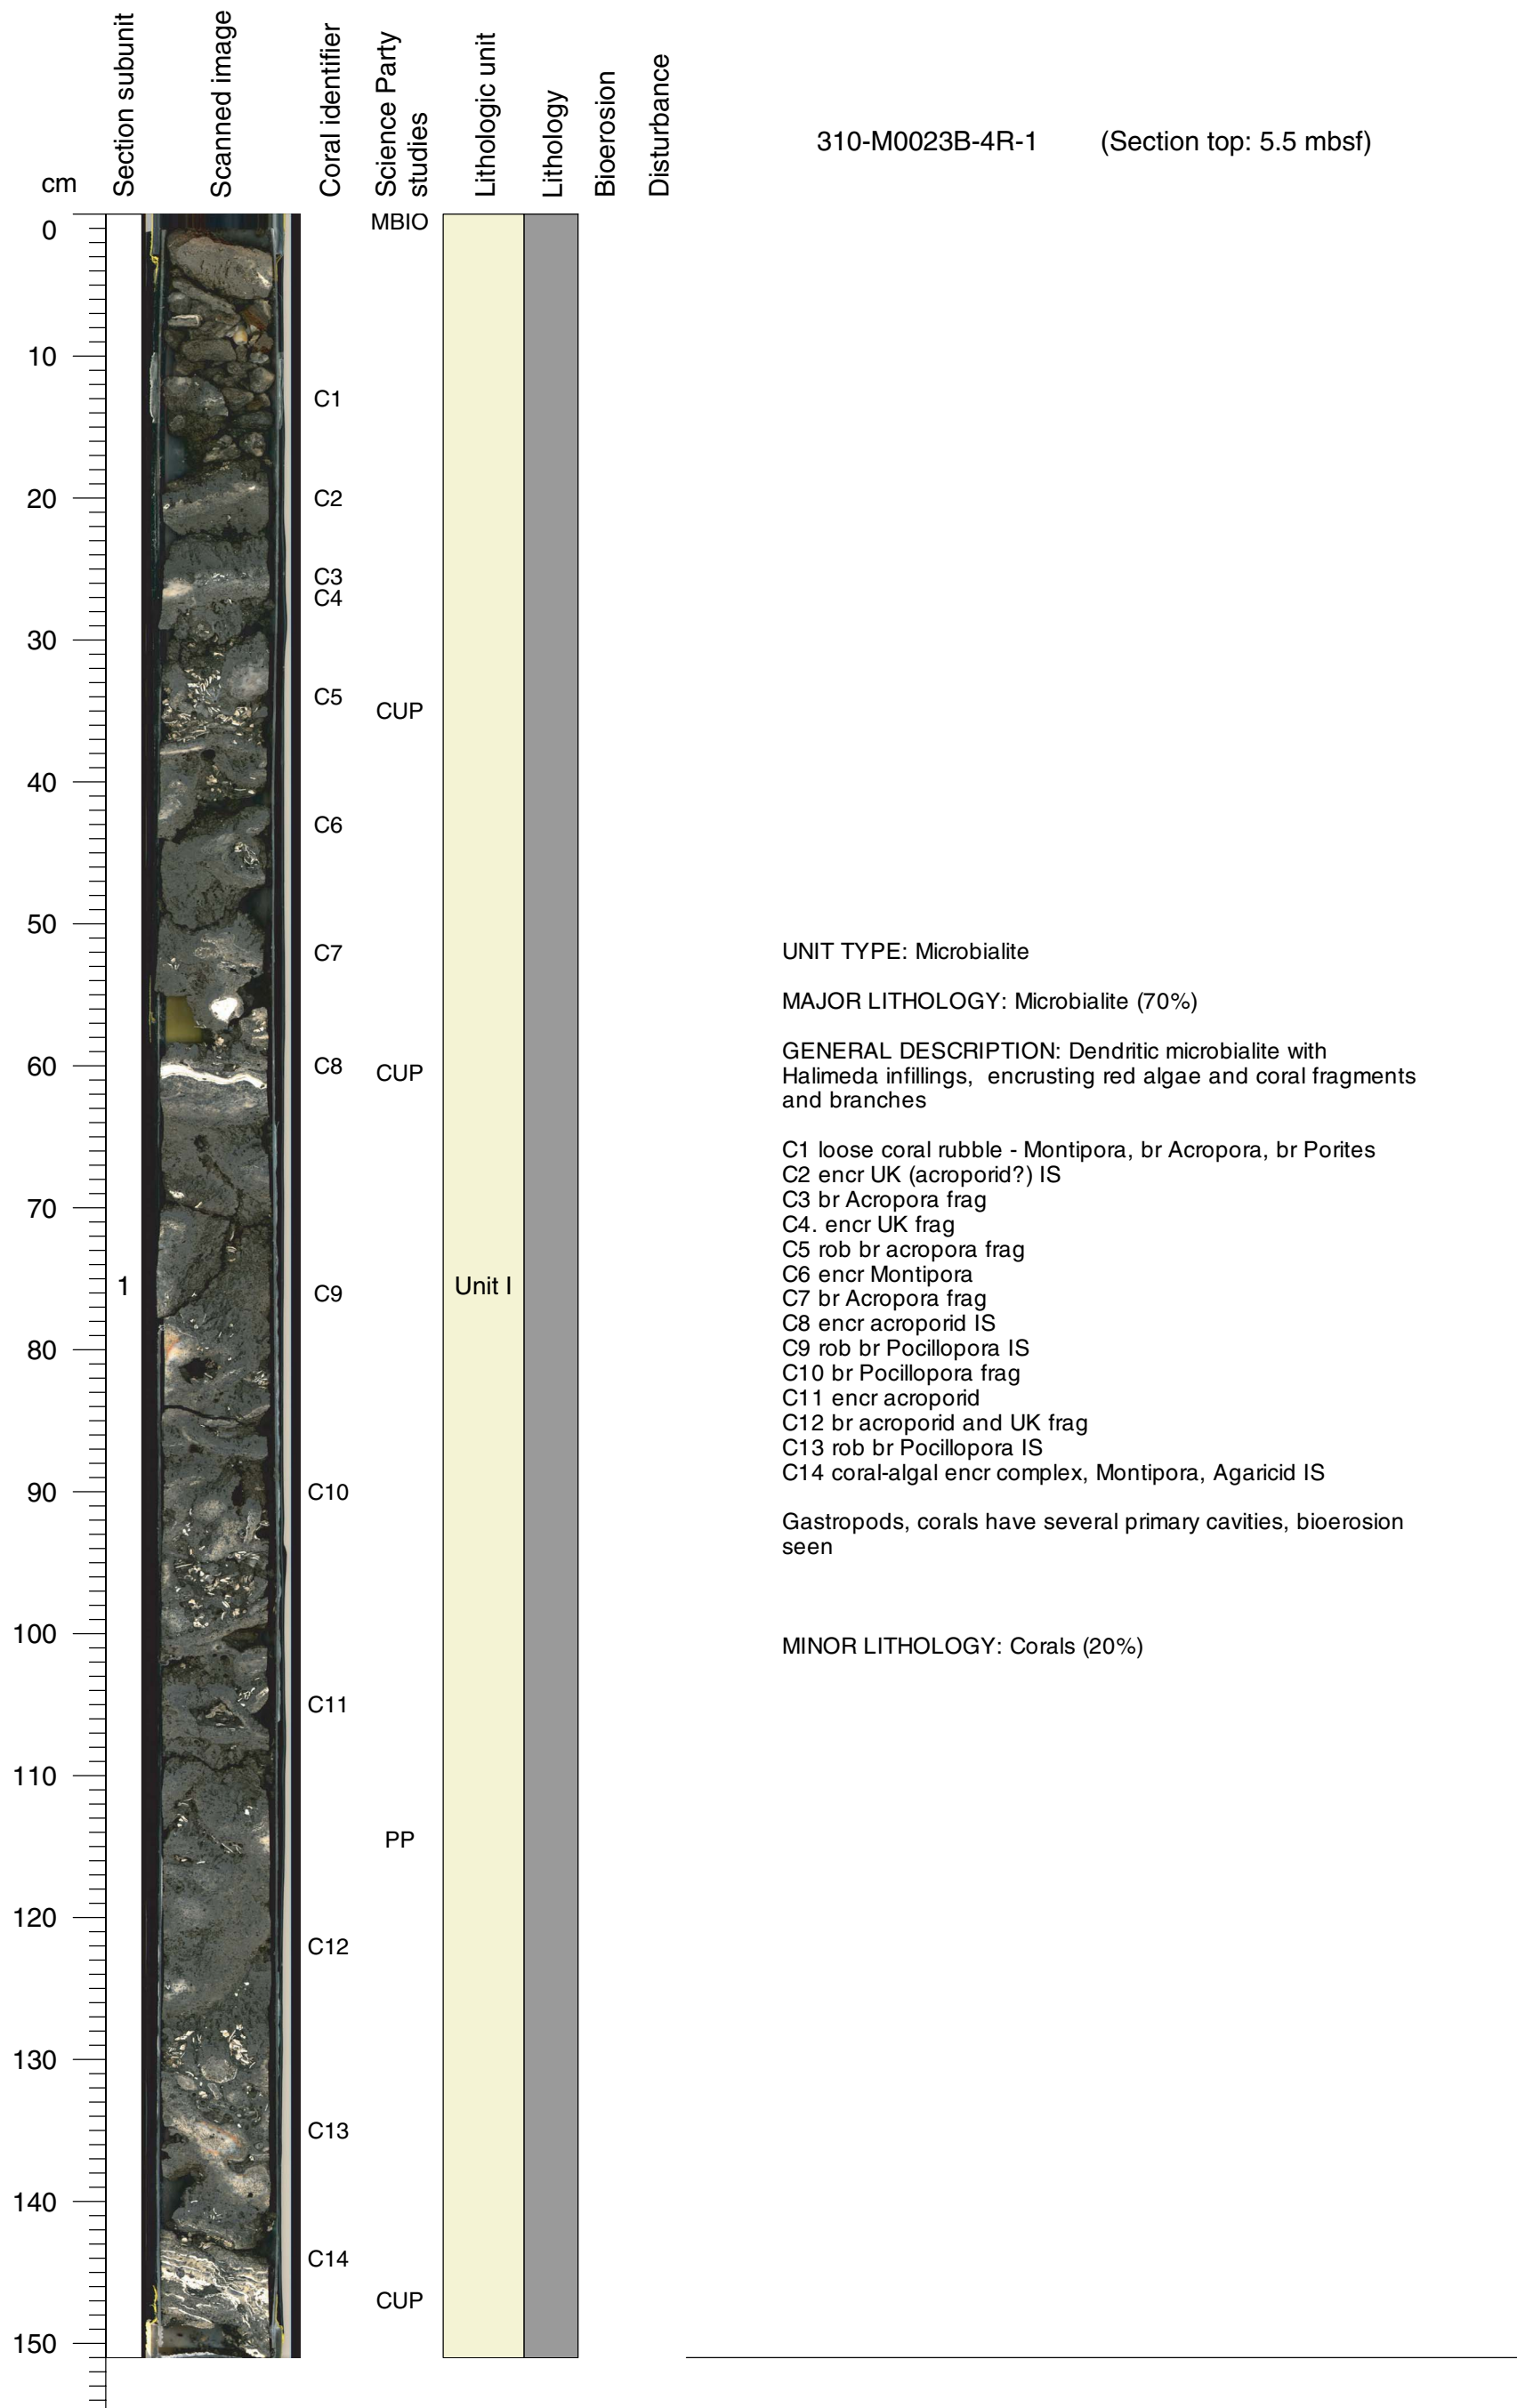 Section subunit
Scanned image
Coral identifier
Science Party
studies
Lithologic unit
Lithology
Bioerosion
Disturbance
310-M0023B-4R-1 (Section top: 5.5 mbsf)
cm
0
MBIO
10
C1
20
C2
C3
C4
30
C5
CUP
40
C6
50
C7
60
C8
CUP
70
1
C9
Unit I
80
90
C10
100
C11
110
PP
120
C12
130
C13
140
C14
CUP
150
UNIT TYPE: Microbialite
MAJOR LITHOLOGY: Microbialite (70%)
GENERAL DESCRIPTION: Dendritic microbialite with
Halimeda infillings, encrusting red algae and coral fragments
and branches
C1 loose coral rubble - Montipora, br Acropora, br Porites
C2 encr UK (acroporid?) IS
C3 br Acropora frag
C4. encr UK frag
C5 rob br acropora frag
C6 encr Montipora
C7 br Acropora frag
C8 encr acroporid IS
C9 rob br Pocillopora IS
C10 br Pocillopora frag
C11 encr acroporid
C12 br acroporid and UK frag
C13 rob br Pocillopora IS
C14 coral-algal encr complex, Montipora, Agaricid IS
Gastropods, corals have several primary cavities, bioerosion
seen
MINOR LITHOLOGY: Corals (20%)